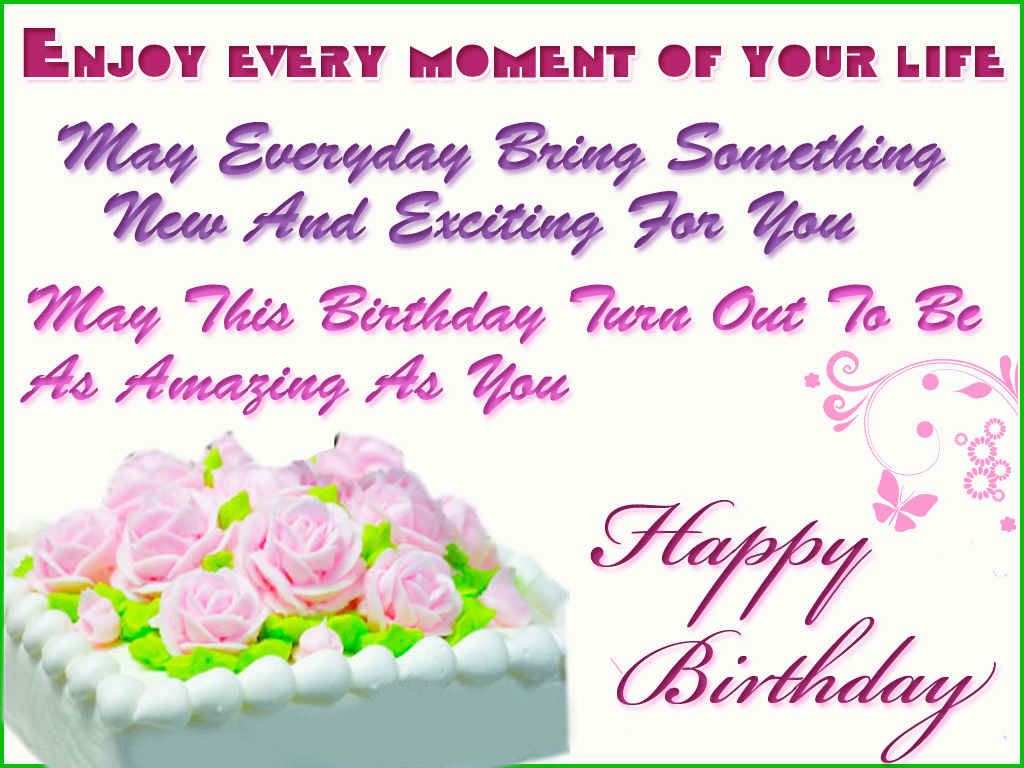 Enjoy every moment of your life
May Everyday Bring Something
New And Exciting For You
May This Birthday Turn Out To Be
As Amazing As You
Happy
Birthday